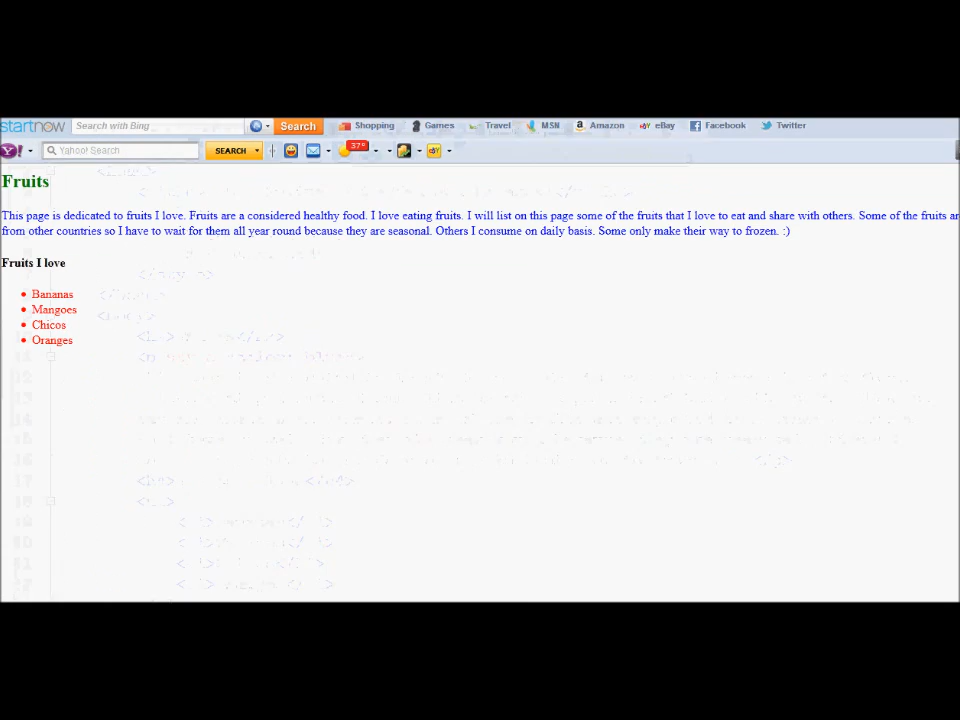 startnow Search with Bing Search Shopping Games Travel MSN Amazon eBay Facebook Twitter
Y! Yahoo! Search SEARCH 37°
Fruits
This page is dedicated to fruits I love. Fruits are a considered healthy food. I love eating fruits. I will list on this page some of the fruits that I love to eat and share with others. Some of the fruits
from other countries so I have to wait for them all year round because they are seasonal. Others I consume on daily basis. Some only make their way to frozen. :)
Fruits I love
Bananas
Mangoes
Chicos
Oranges